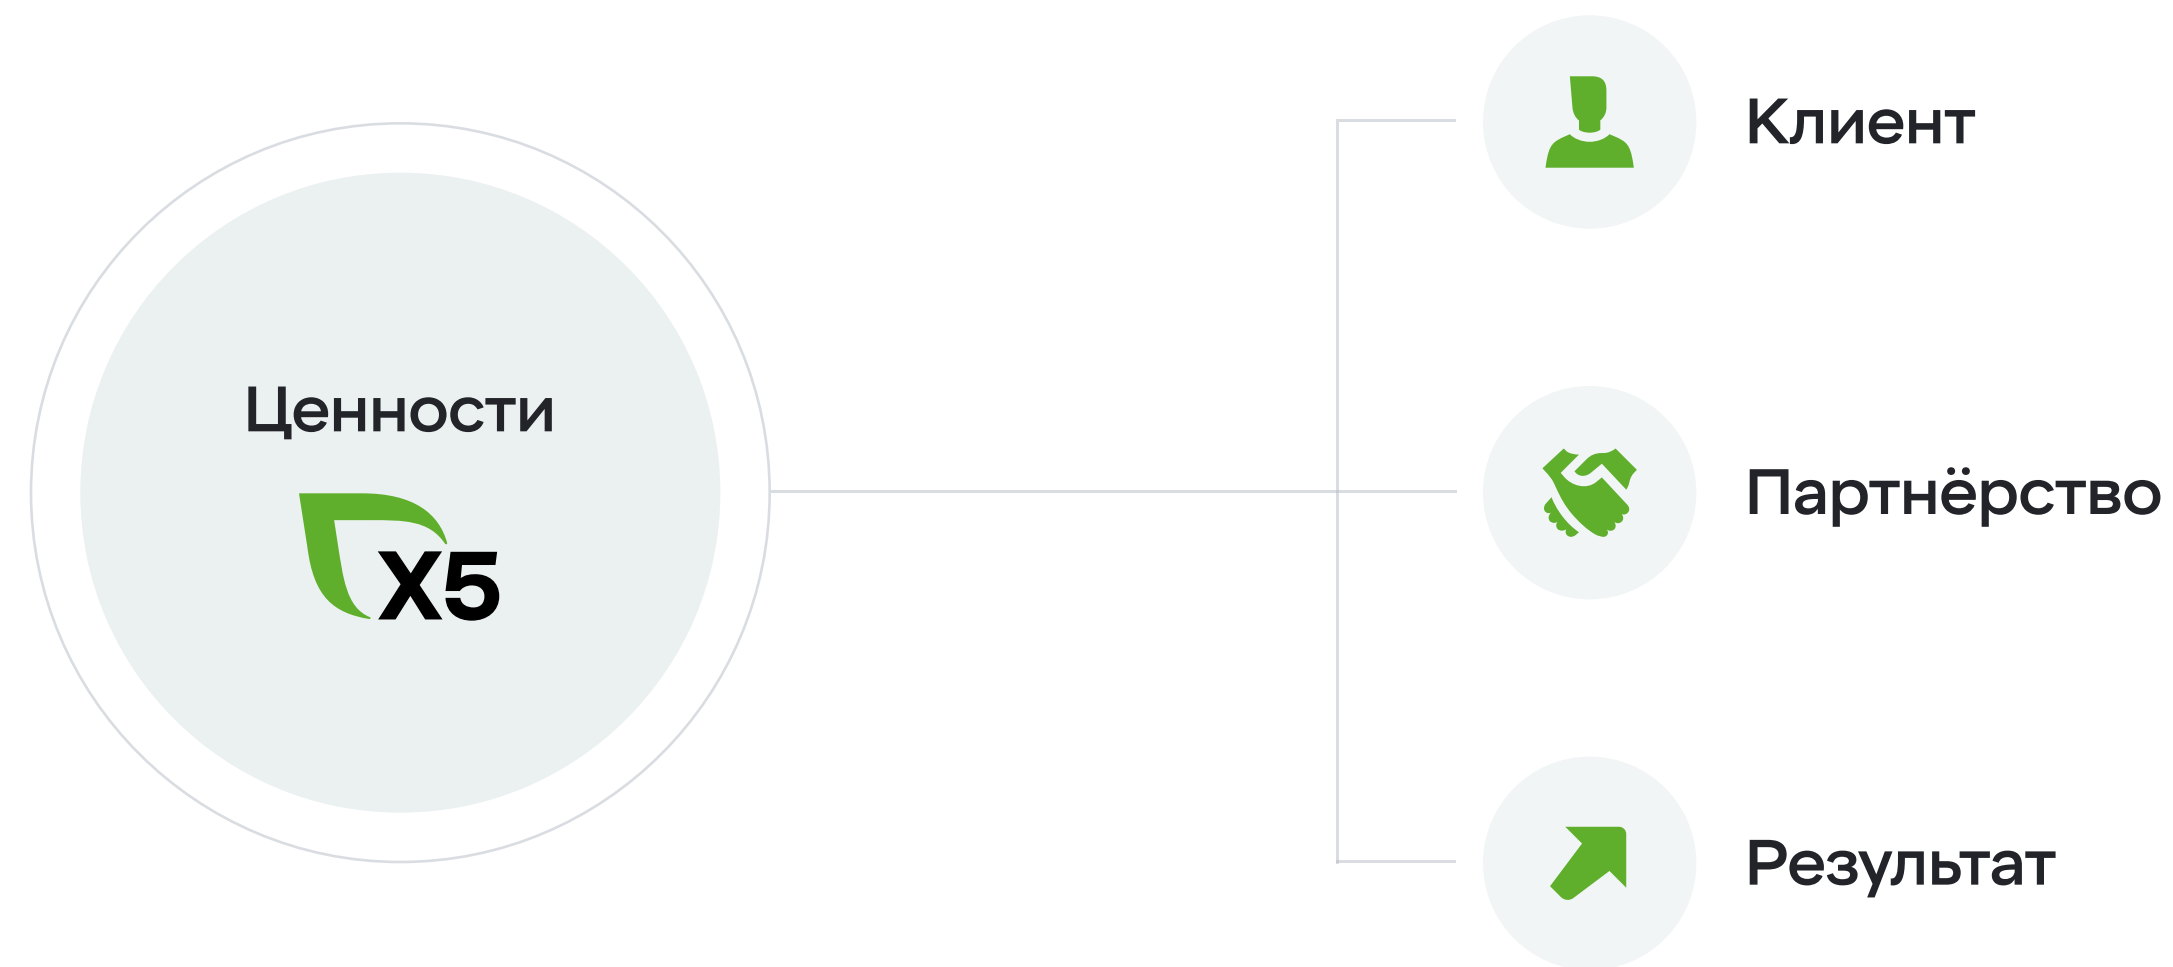 Ценности
X5
Клиент
Партнёрство
Результат